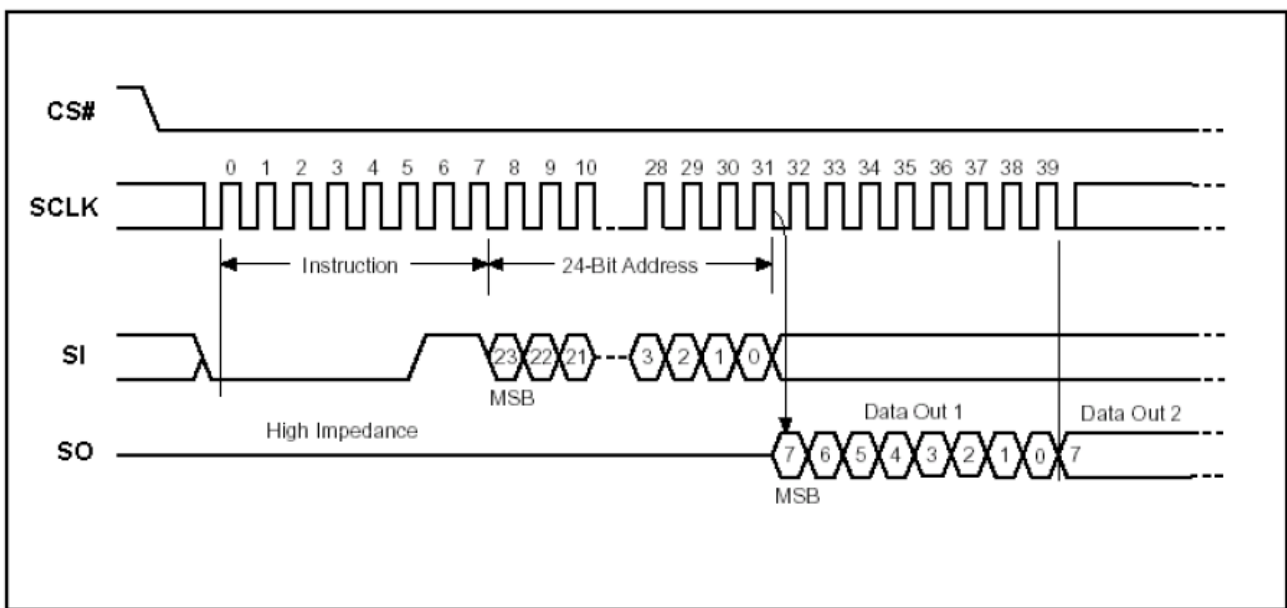 CS#
0 1 2 3 4 5 6 7 8 9 10 28 29 30 31 32 33 34 35 36 37 38 39
SCLK
Instruction 24-Bit Address
SI
23 22 21 3 2 1 0
MSB
Data Out 1 Data Out 2
High Impedance
SO
7 6 5 4 3 2 1 0 7
MSB